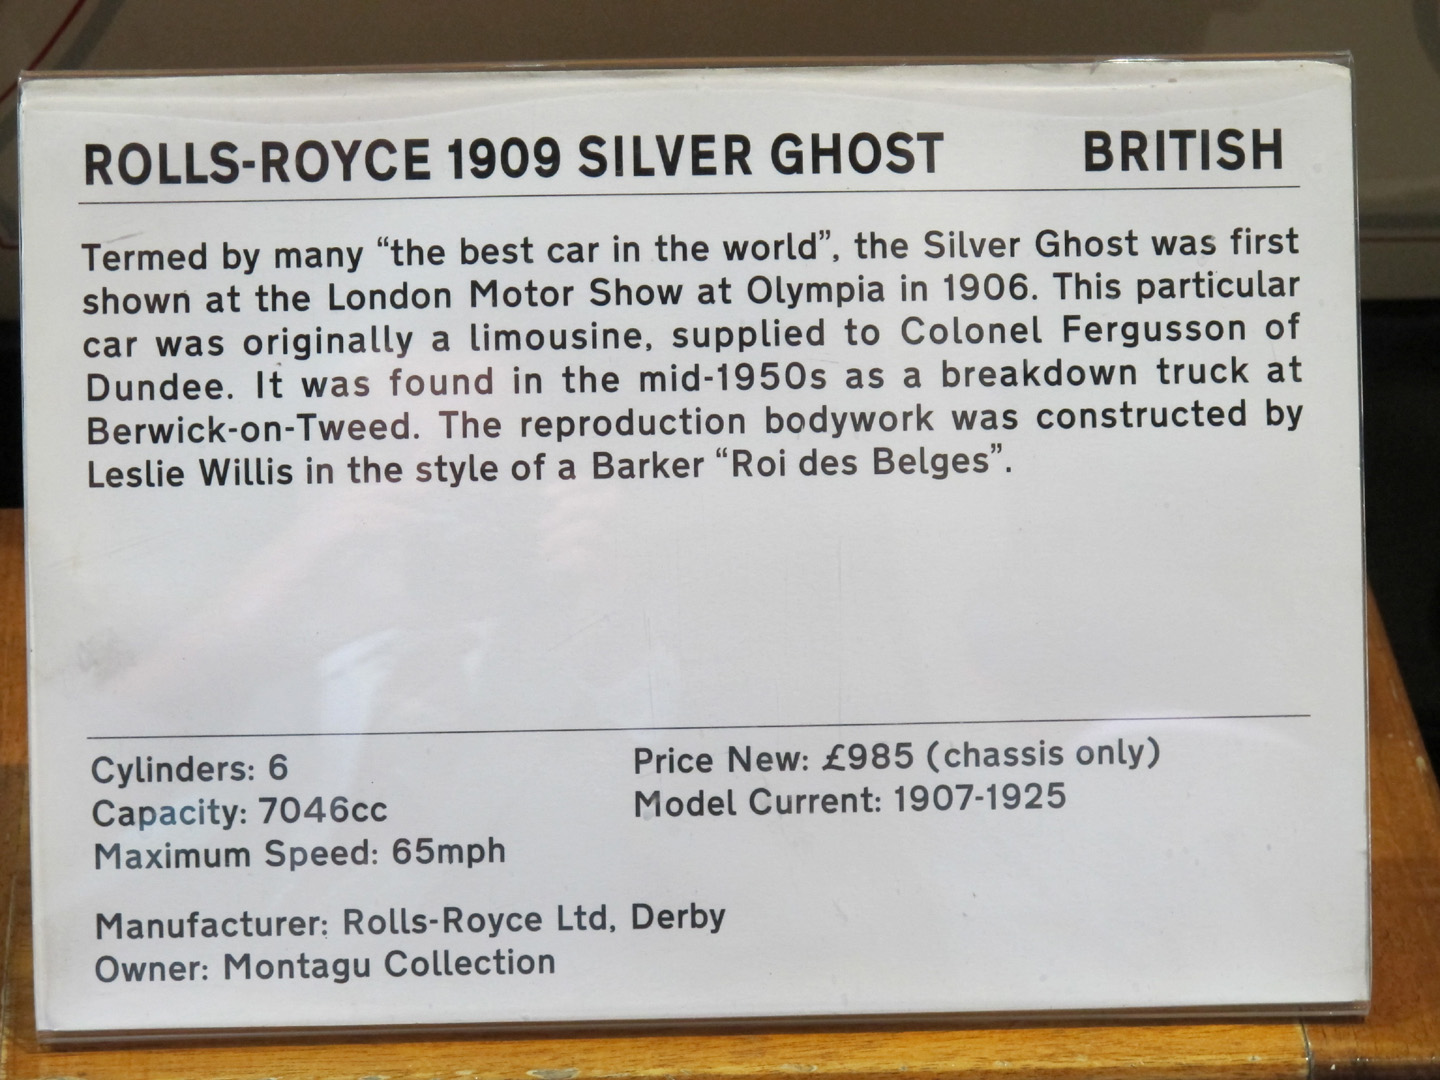 ROLLS-ROYCE 1909 SILVER GHOST BRITISH
Termed by many “the best car in the world”, the Silver Ghost was first
shown at the London Motor Show at Olympia in 1906. This particular
car was originally a limousine, supplied to Colonel Fergusson of
Dundee. It was found in the mid-1950s as a breakdown truck at
Berwick-on-Tweed. The reproduction bodywork was constructed by
Leslie Willis in the style of a Barker “Roi des Belges”.
Cylinders: 6
Capacity: 7046cc
Maximum Speed: 65mph
Price New: £985 (chassis only)
Model Current: 1907-1925
Manufacturer: Rolls-Royce Ltd, Derby
Owner: Montagu Collection